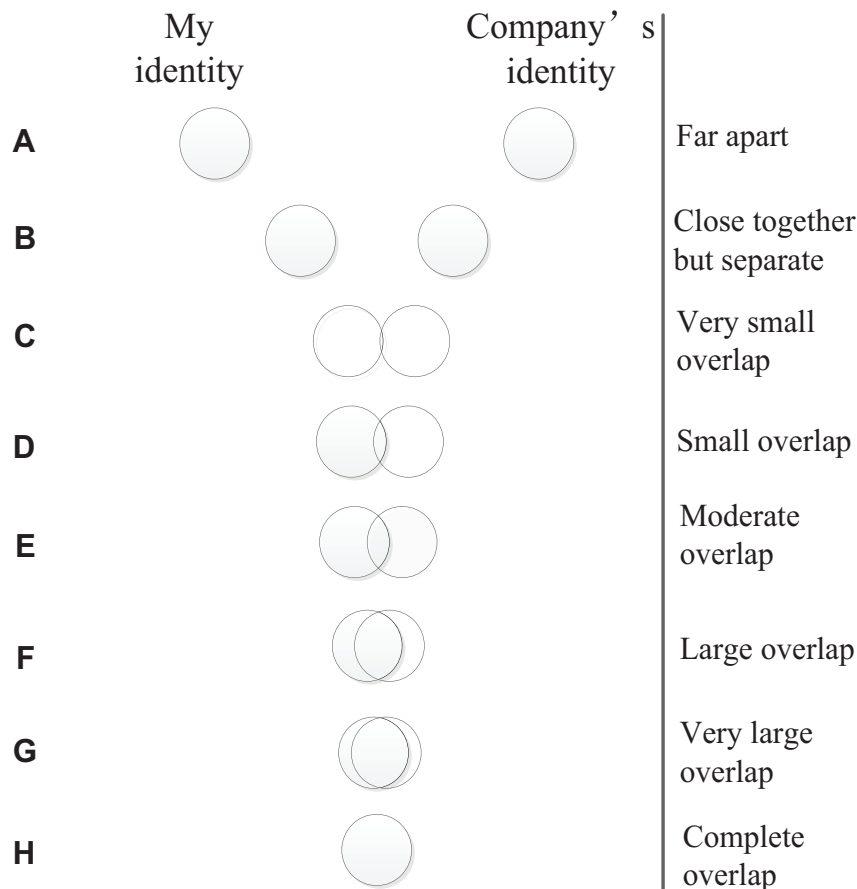 My Company’ s
identity identity
A Far apart
B Close together
but separate
C Very small
overlap
D Small overlap
E Moderate
overlap
F Large overlap
G Very large
overlap
H Complete
overlap